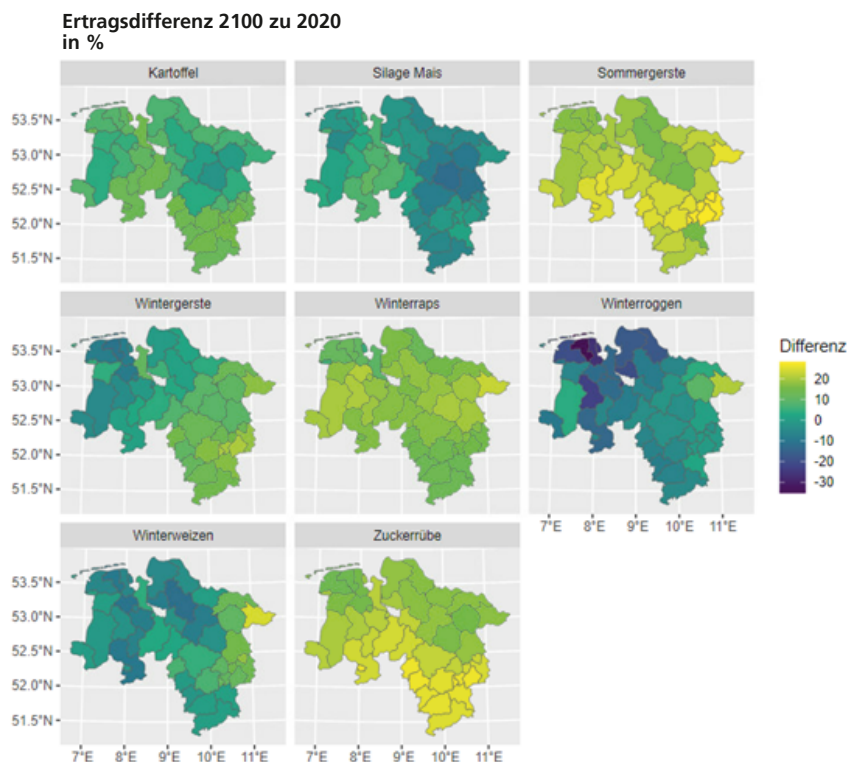 Ertragsdifferenz 2100 zu 2020
in %
Kartoffel
Silage Mais
Sommergerste
53.5°N
53.0°N
52.5°N
52.0°N
51.5°N
Wintergerste
Winterraps
Winterroggen
53.5°N
53.0°N
52.5°N
52.0°N
51.5°N
7°E 8°E 9°E 10°E 11°E
Differenz
20
10
0
-10
-20
-30
Winterweizen
Zuckerrübe
53.5°N
53.0°N
52.5°N
52.0°N
51.5°N
7°E 8°E 9°E 10°E 11°E
7°E 8°E 9°E 10°E 11°E